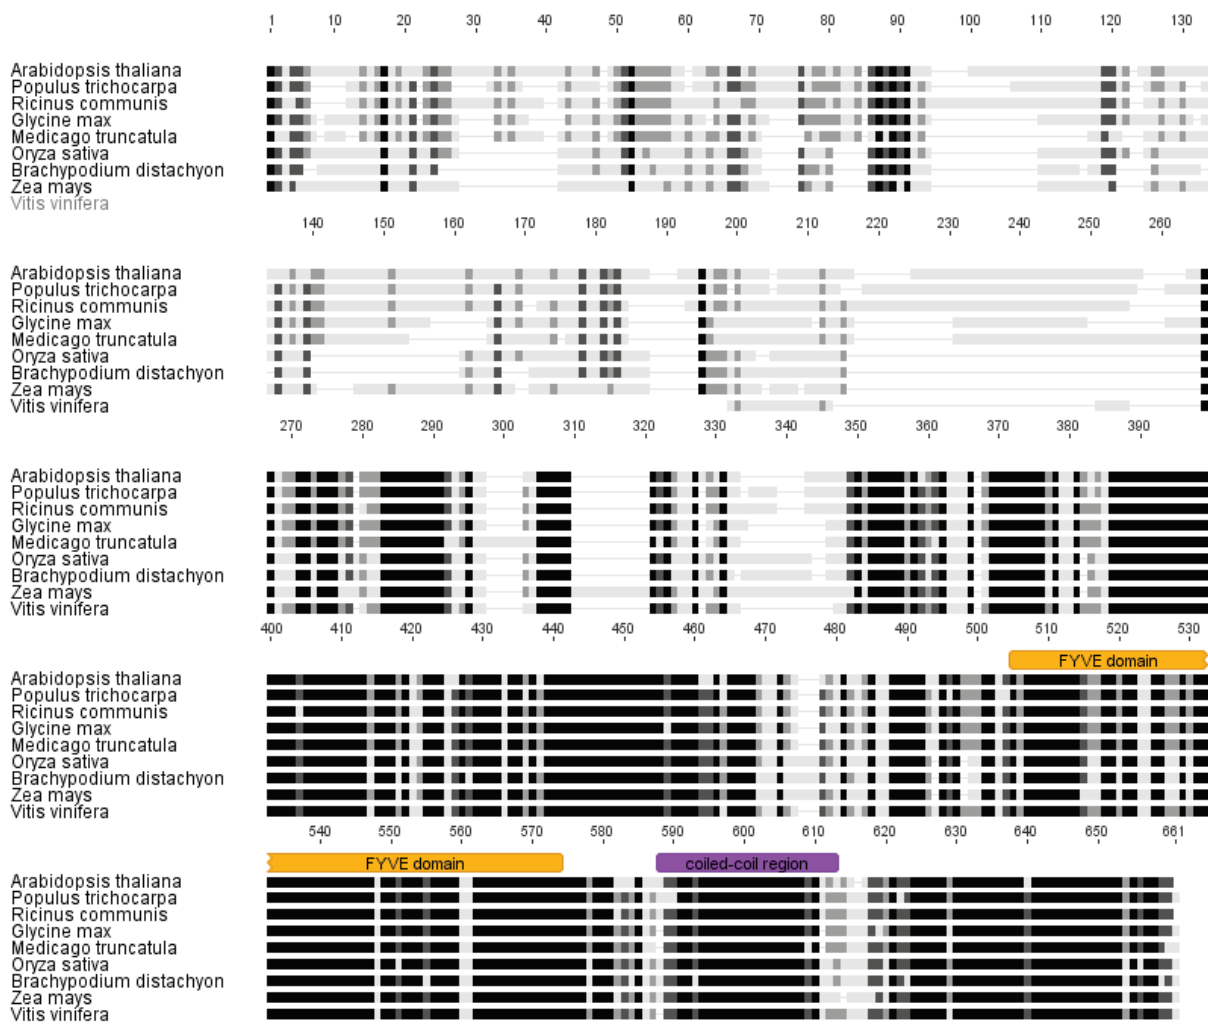 1 10 20 30 40 50 60 70 80 90 100 110 120 130
Arabidopsis thaliana
Populus trichocarpa
Ricinus communis
Glycine max
Medicago truncatula
Oryza sativa
Brachypodium distachyon
Zea mays
Vitis vinifera
140 150 160 170 180 190 200 210 220 230 240 250 260
Arabidopsis thaliana
Populus trichocarpa
Ricinus communis
Glycine max
Medicago truncatula
Oryza sativa
Brachypodium distachyon
Zea mays
Vitis vinifera
270 280 290 300 310 320 330 340 350 360 370 380 390
Arabidopsis thaliana
Populus trichocarpa
Ricinus communis
Glycine max
Medicago truncatula
Oryza sativa
Brachypodium distachyon
Zea mays
Vitis vinifera
400 410 420 430 440 450 460 470 480 490 500 510 520 530
FYVE domain
Arabidopsis thaliana
Populus trichocarpa
Ricinus communis
Glycine max
Medicago truncatula
Oryza sativa
Brachypodium distachyon
Zea mays
Vitis vinifera
540 550 560 570 580 590 600 610 620 630 640 650 661
FYVE domain coiled-coil region
Arabidopsis thaliana
Populus trichocarpa
Ricinus communis
Glycine max
Medicago truncatula
Oryza sativa
Brachypodium distachyon
Zea mays
Vitis vinifera